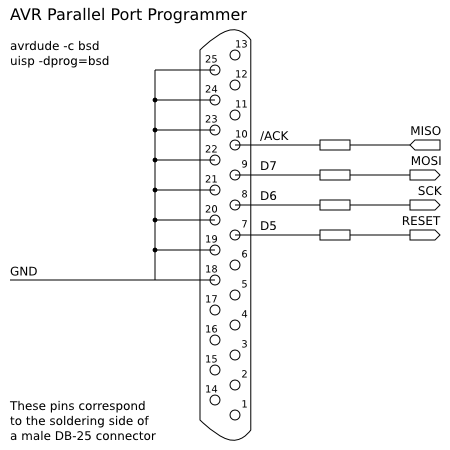 AVR Parallel Port Programmer
avrdude -c bsd
uisp -dprog=bsd
13
25
12
24
11
23
10 /ACK MISO
22
9 D7 MOSI
21
8 D6 SCK
20
7 D5 RESET
19
6
GND 18
5
17
4
16
3
15
2
14
1
These pins correspond
to the soldering side of
a male DB-25 connector